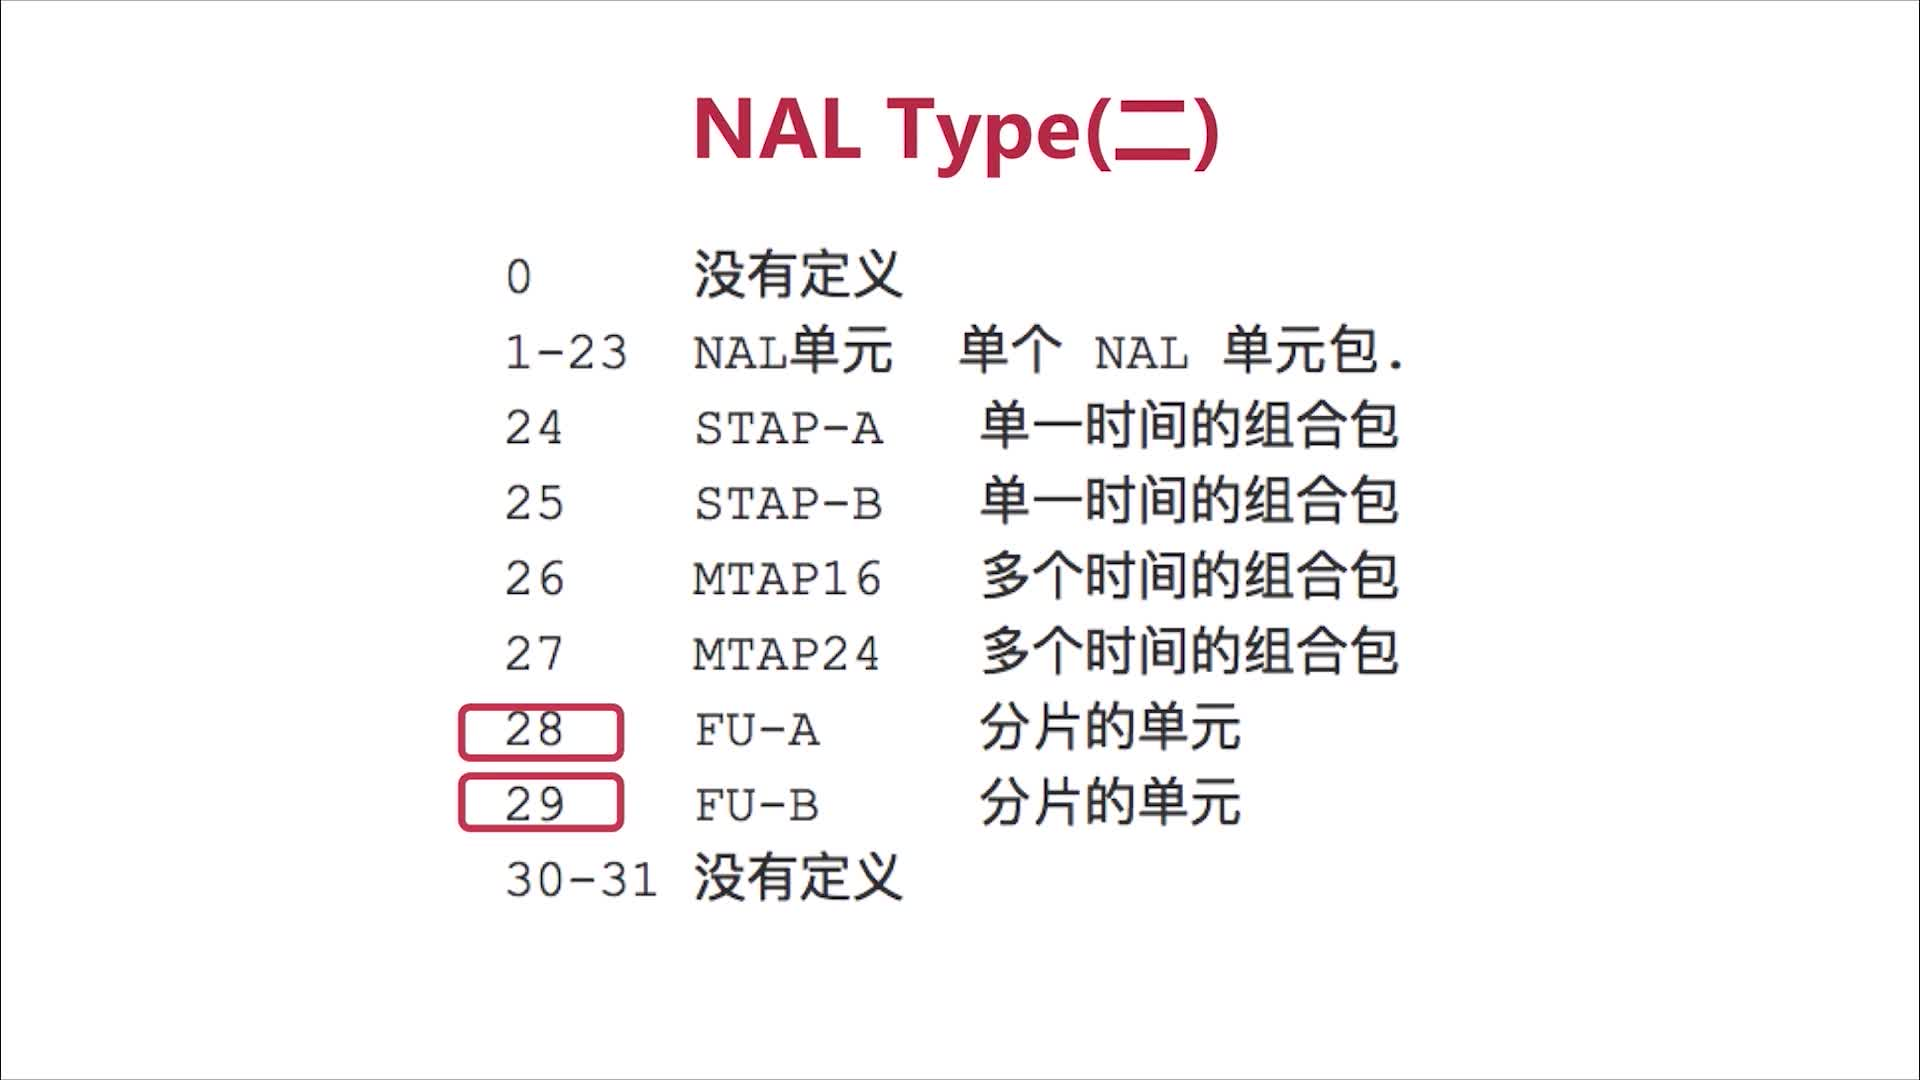 NAL Type(二)
0 没有定义
1-23 NAL单元 单个 NAL 单元包.
24 STAP-A 单一时间的组合包
25 STAP-B 单一时间的组合包
26 MTAP16 多个时间的组合包
27 MTAP24 多个时间的组合包
28 FU-A 分片的单元
29 FU-B 分片的单元
30-31 没有定义